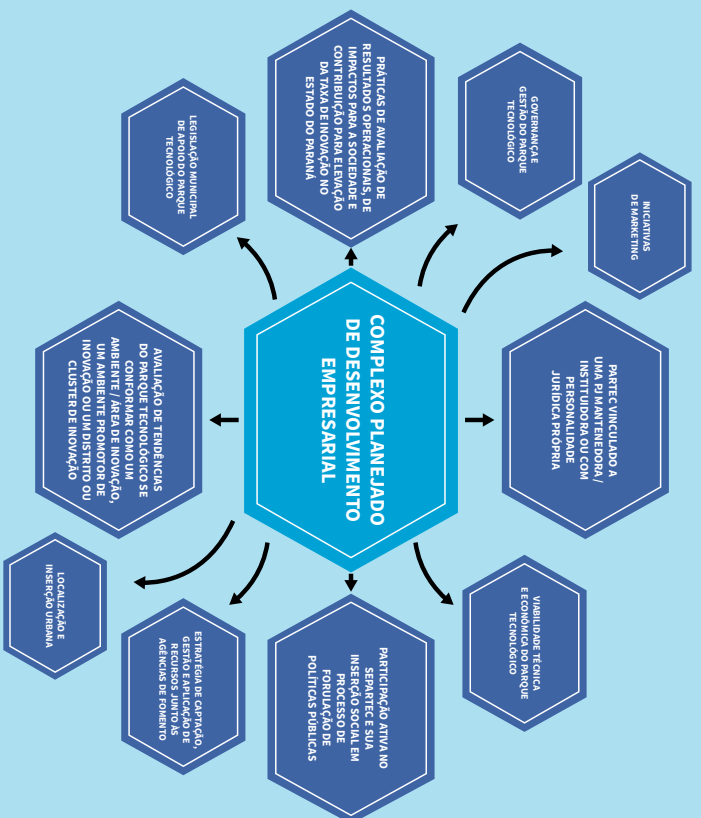 INICIATIVAS
DE MARKETING
GOVERNANÇA E
GESTÃO DO PARQUE
TECNOLÓGICO
PARTEC VINCULADO A
UMA PJ MANTENEDORA /
INSTITUIDORA OU COM
PERSONALIDADE
JURÍDICA PRÓPRIA
VIABILIDADE TÉCNICA
E ECONÔMICA DO PARQUE
TECNOLÓGICO
PRÁTICAS DE AVALIAÇÃO DE
RESULTADOS OPERACIONAIS, DE
IMPACTOS PARA A SOCIEDADE E
CONTRIBUIÇÃO PARA ELEVAÇÃO
DA TAXA DE INOVAÇÃO NO
ESTADO DO PARANÁ
COMPLEXO PLANEJADO
DE DESENVOLVIMENTO
EMPRESARIAL
PARTICIPAÇÃO ATIVA NO
SEPARTEC E SUA
INSERÇÃO SOCIAL EM
PROCESSO DE
FORULAÇÃO DE
POLÍTICAS PÚBLICAS
LEGISLAÇÃO MUNICIPAL
DE APOIODO PARQUE
TECNOLÓGICO
AVALIAÇÃO DE TENDÊNCIAS
DO PARQUE TECNOLÓGICO SE
CONFORMAR COMO UM
AMBIENTE / ÁREA DE INOVAÇÃO,
UM AMBIENTE PROMOTOR DE
INOVAÇÃO OU UM DISTRITO OU
CLUSTER DE INOVAÇÃO
ESTRATÉGIA DE CAPTAÇÃO,
GESTÃO E APLICAÇÃO DE
RECURSOS JUNTO ÀS
AGÊNCIAS DE FOMENTO
LOCALIZAÇÃO E
INSERÇÃO URBANA